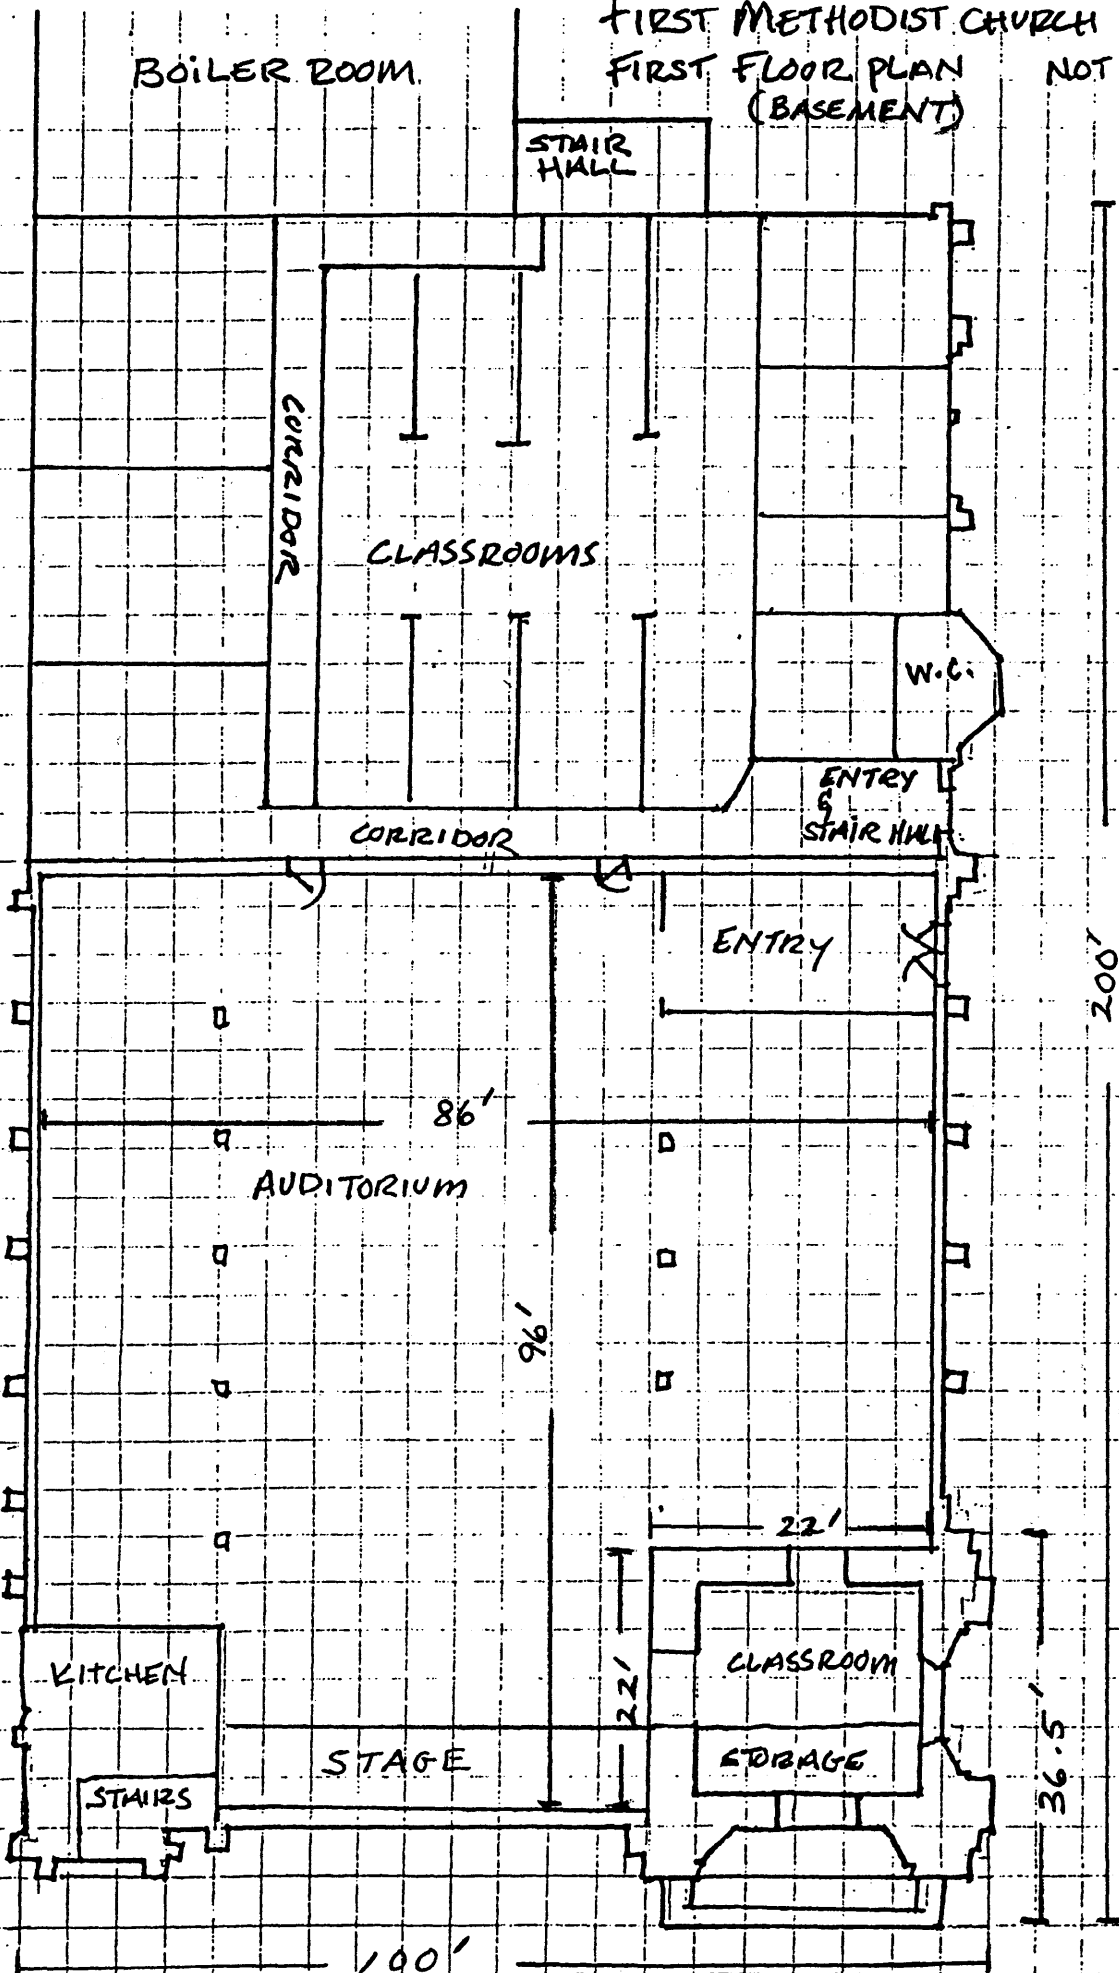 FIRST METHODIST CHURCH
BOILER ROOM
FIRST FLOOR PLAN
NOT
(BASEMENT)
STAIR
HALL
CORRIDOR
CLASSROOMS
W.C.
ENTRY
&
STAIR HALL
CORRIDOR
ENTRY
200'
86'
AUDITORIUM
96'
22'
KITCHEN
CLASSROOM
22'
36.5'
STAGE
STORAGE
STAIRS
100'